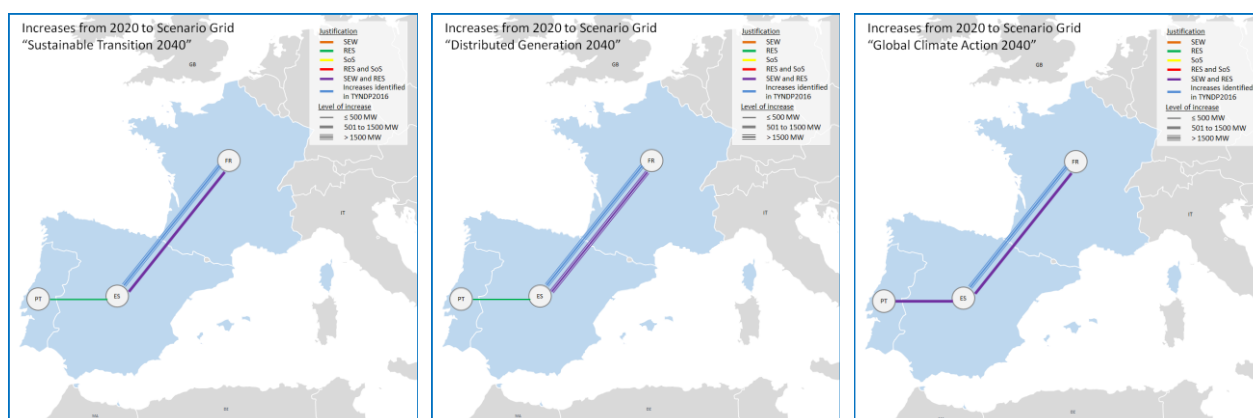 Increases from 2020 to Scenario Grid
“Sustainable Transition 2040”
Justification
SEW
RES
SoS
RES and SoS
SEW and RES
Increases identified
in TYNDP2016
Level of increase
≤ 500 MW
501 to 1500 MW
> 1500 MW
GB
FR
IT
PT
ES
Increases from 2020 to Scenario Grid
“Distributed Generation 2040”
Justification
SEW
RES
SoS
RES and SoS
SEW and RES
Increases identified
in TYNDP2016
Level of increase
≤ 500 MW
501 to 1500 MW
> 1500 MW
GB
FR
IT
PT
ES
Increases from 2020 to Scenario Grid
“Global Climate Action 2040”
Justification
SEW
RES
SoS
RES and SoS
SEW and RES
Increases identified
in TYNDP2016
Level of increase
≤ 500 MW
501 to 1500 MW
> 1500 MW
GB
FR
IT
PT
ES